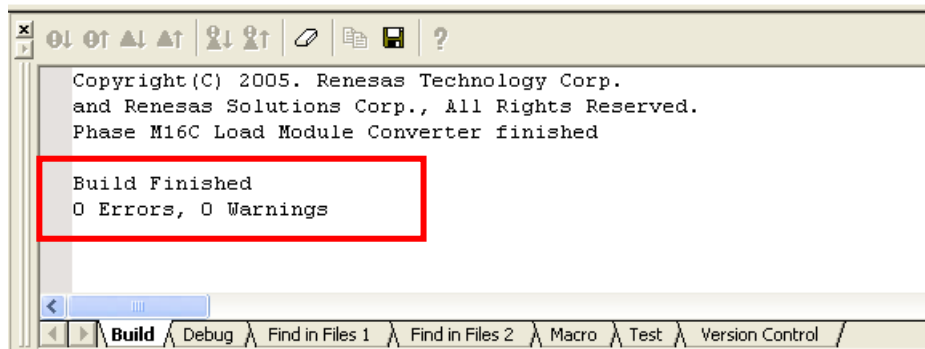 Copyright(C) 2005. Renesas Technology Corp.
and Renesas Solutions Corp., All Rights Reserved.
Phase M16C Load Module Converter finished
Build Finished
0 Errors, 0 Warnings
Build Debug Find in Files 1 Find in Files 2 Macro Test Version Control